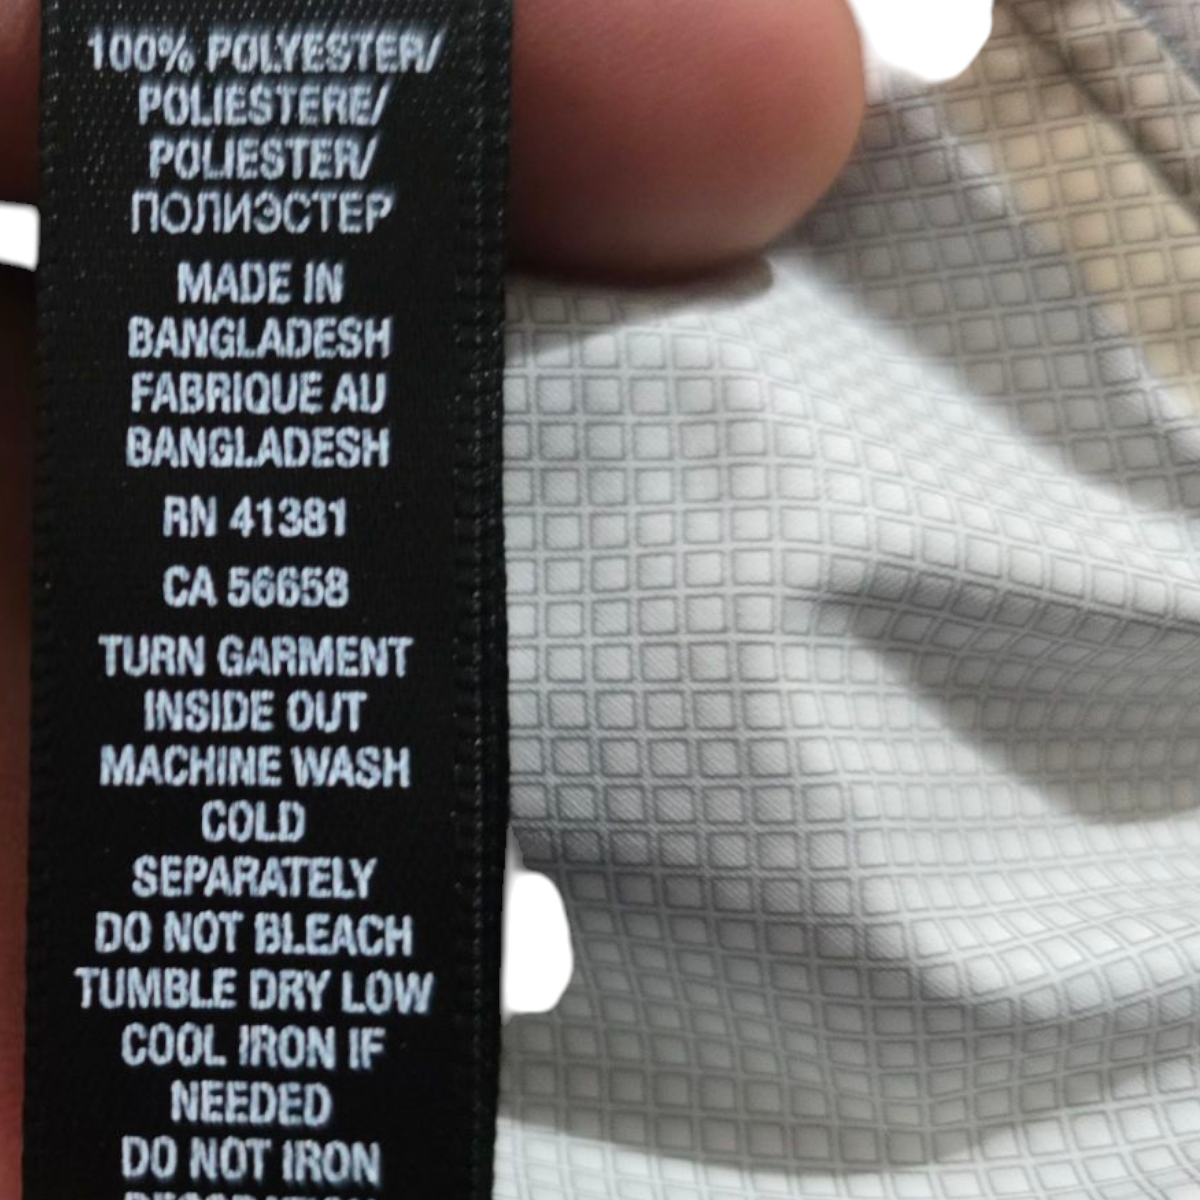 100% POLYESTER/
POLIESTERE/
POLIESTER/
ПОЛИЭСТЕР
MADE IN
BANGLADESH
FABRIQUE AU
BANGLADESH
RN 41381
CA 56658
TURN GARMENT
INSIDE OUT
MACHINE WASH
COLD
SEPARATELY
DO NOT BLEACH
TUMBLE DRY LOW
COOL IRON IF
NEEDED
DO NOT IRON